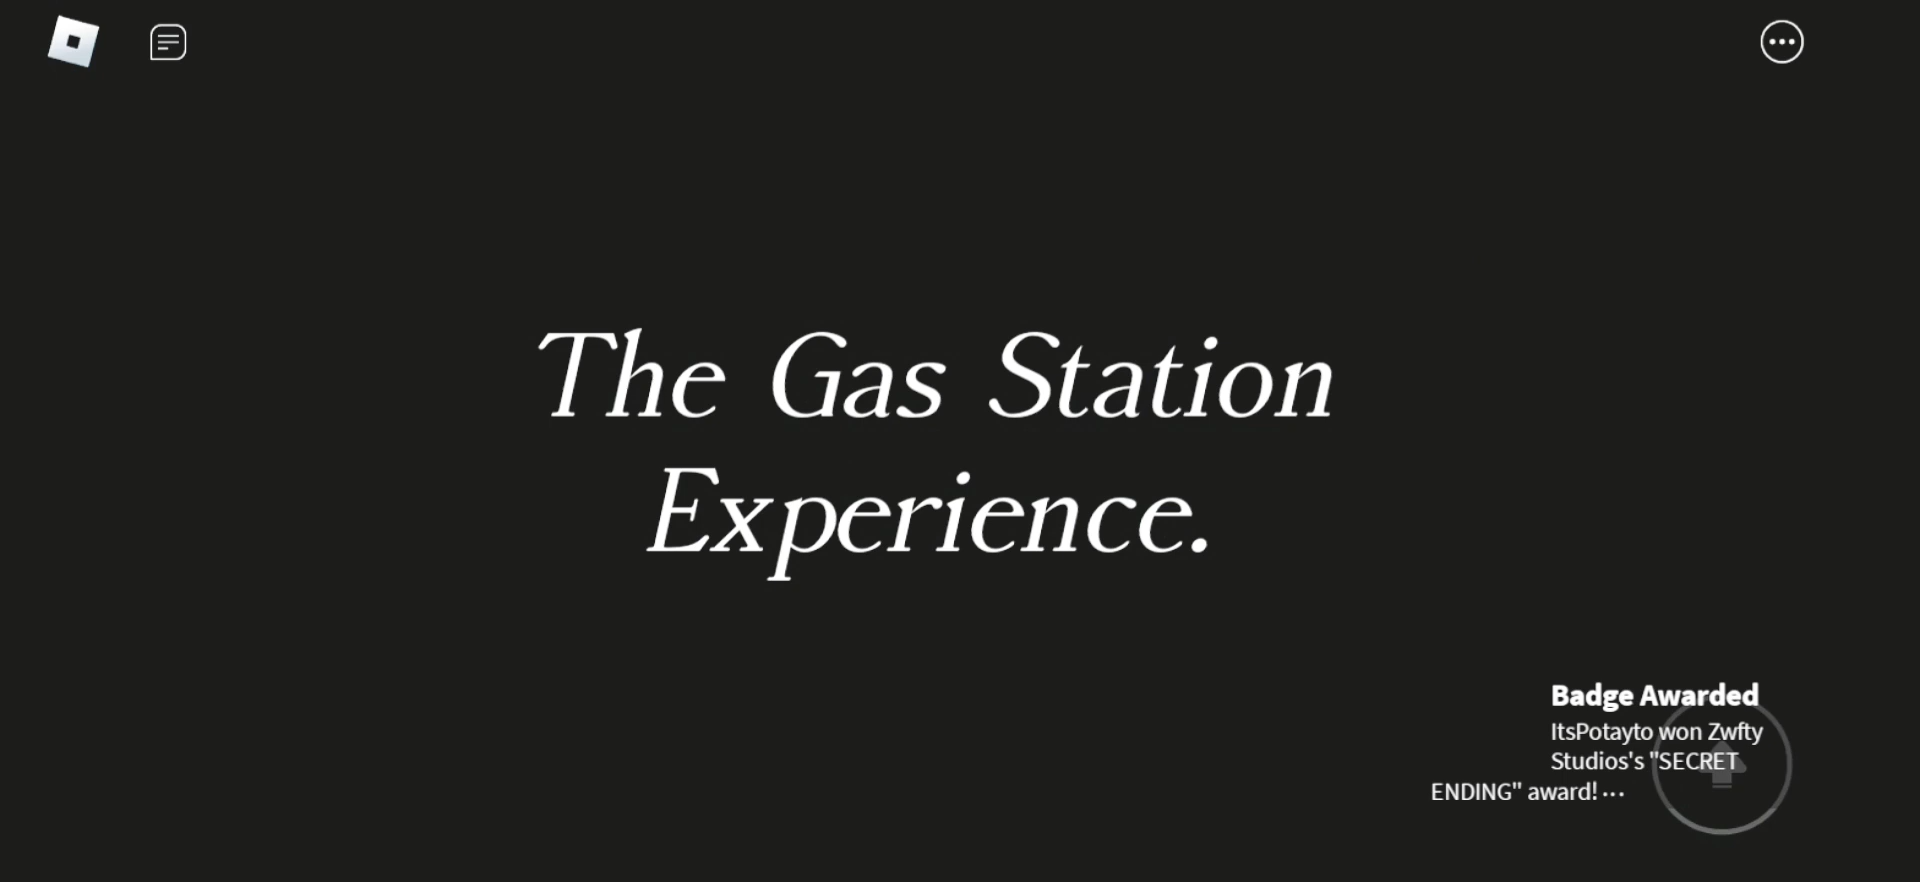 The Gas Station
Experience.
Badge Awarded
ItsPotayto won Zwfty
Studios's "SECRET
ENDING" award!...